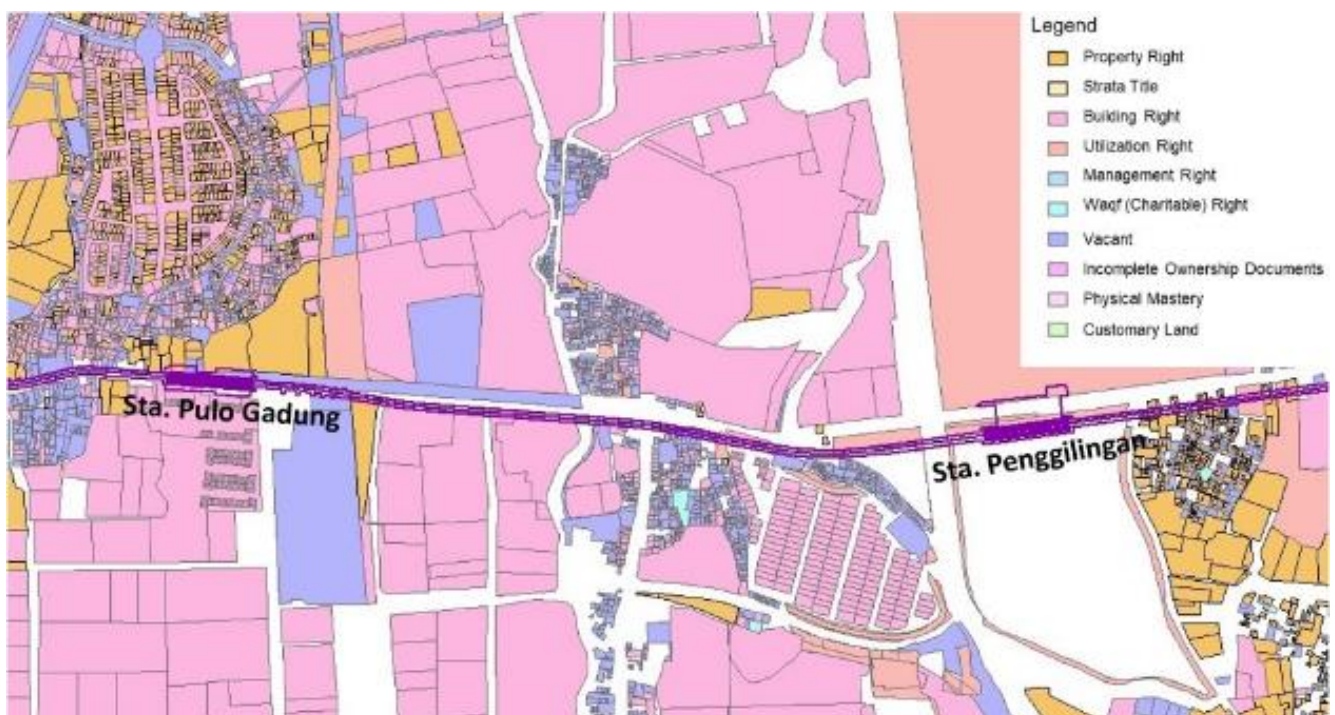 Legend
Property Right
Strata Title
Building Right
Utilization Right
Management Right
Waqf (Charitable) Right
Vacant
Incomplete Ownership Documents
Physical Mastery
Customary Land
Sta. Pulo Gadung
Sta. Penggilingan